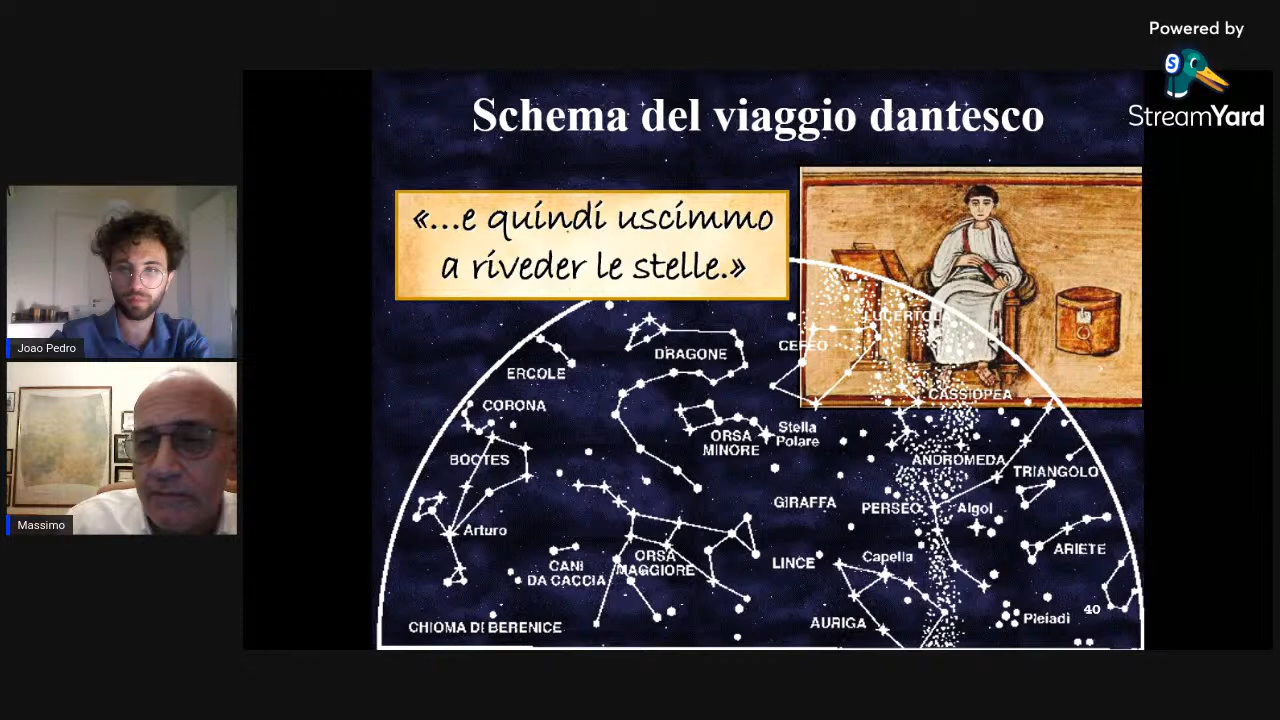 Powered by
S
StreamYard
Schema del viaggio dantesco
«...e quindi uscimmo
a riveder le stelle.»
Joao Pedro
Massimo
LUCERTOLA
DRAGONE
CEFEO
ERCOLE
CASSIOPEA
CORONA
Stella
Polare
ORSA
MINORE
BOOTES
ANDROMEDA
TRIANGOLO
GIRAFFA
PERSEO
Algol
Arturo
ARIETE
ORSA
MAGGIORE
CANI
DA CACCIA
LINCE
Capella
40
Pleiadi
AURIGA
CHIOMA DI BERENICE